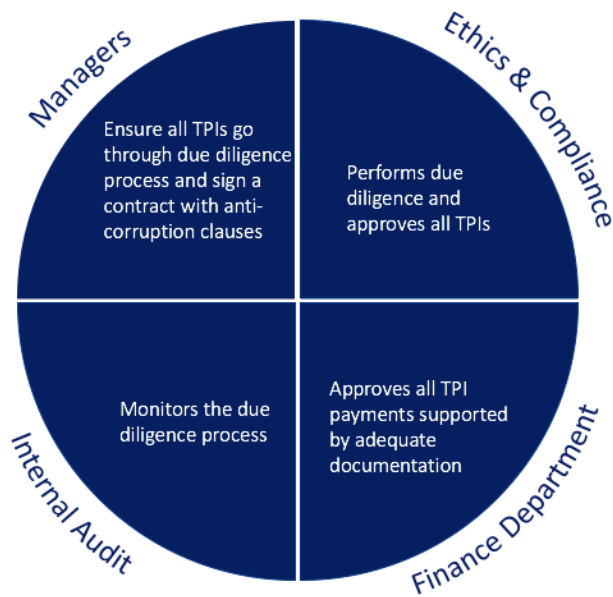 Managers
Ensure all TPIs go
through due diligence
process and sign a
contract with anti-
corruption clauses
Ethics & Compliance
Performs due
diligence and
approves all TPIs
Internal Audit
Monitors the due
diligence process
Finance Department
Approves all TPI
payments supported
by adequate
documentation